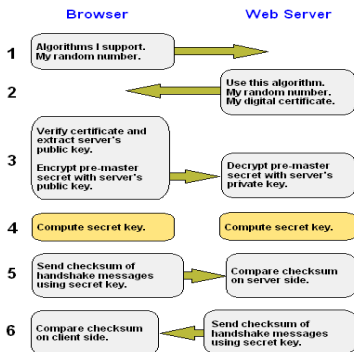 Browser
Web Server
1
Algorithms I support.
My random number.
2
Use this algorithm.
My random number.
My digital certificate.
3
Verify certificate and
extract server's
public key.
Encrypt pre-master
secret with server's
public key.
Decrypt pre-master
secret with server's
private key.
4
Compute secret key.
Compute secret key.
5
Send checksum of
handshake messages
using secret key.
Compare checksum
on server side.
6
Compare checksum
on client side.
Send checksum of
handshake messages
using secret key.